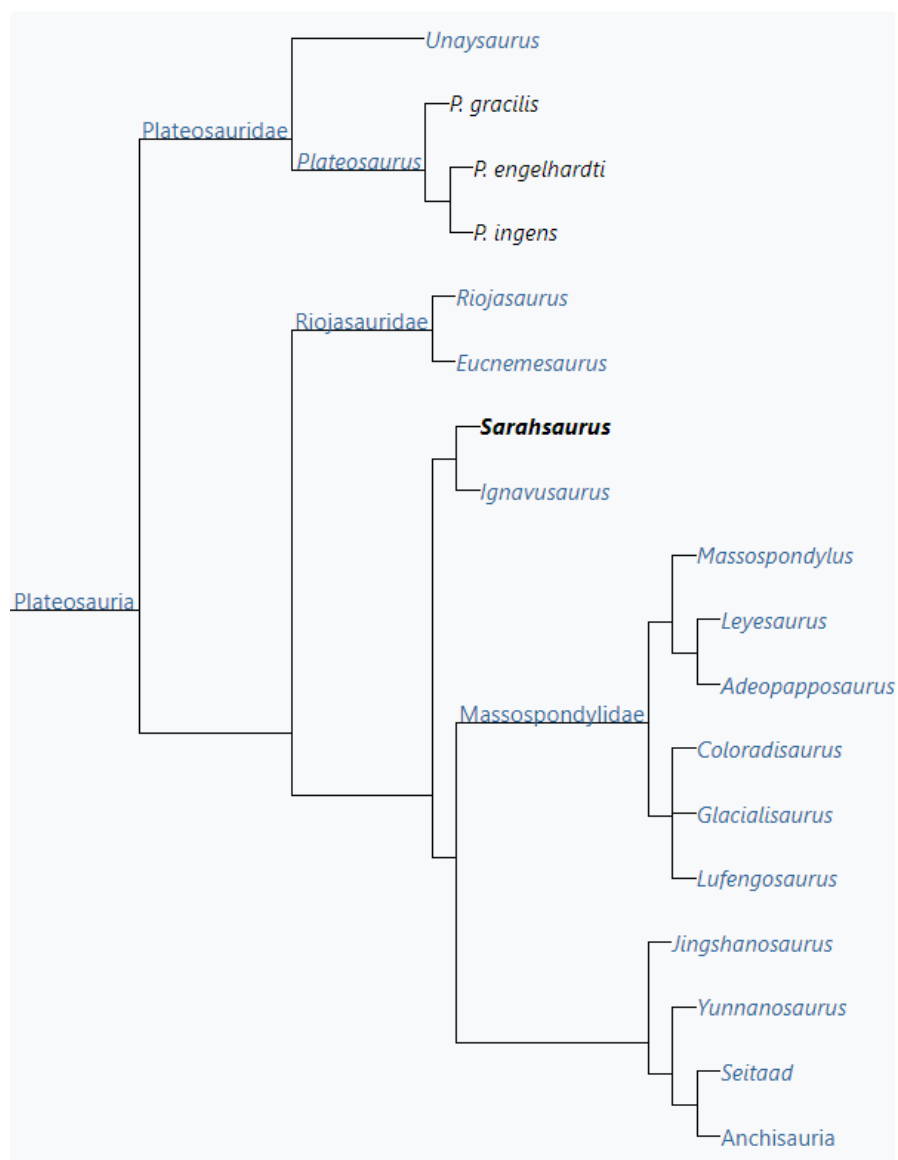 Unaysaurus
P. gracilis
Plateosauridae
Plateosaurus
P. engelhardti
P. ingens
Riojasaurus
Riojasauridae
Eucnemesaurus
Sarahsaurus
Ignavusaurus
Massospondylus
Plateosauria
Leyesaurus
Adeopapposaurus
Massospondylidae
Coloradisaurus
Glacialisaurus
Lufengosaurus
Jingshanosaurus
Yunnanosaurus
Seitaad
Anchisauria